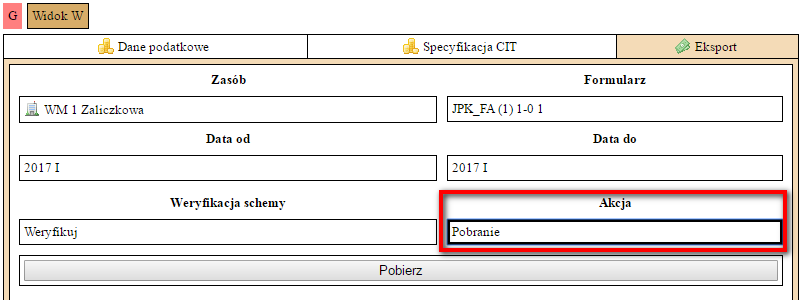 G Widok W
Dane podatkowe Specyfikacja CIT Eksport
Zasób Formularz
WM 1 Zaliczkowa JPK_FA (1) 1-0 1
Data od Data do
2017 I 2017 I
Weryfikacja schemy Akcja
Weryfikuj Pobranie
Pobierz